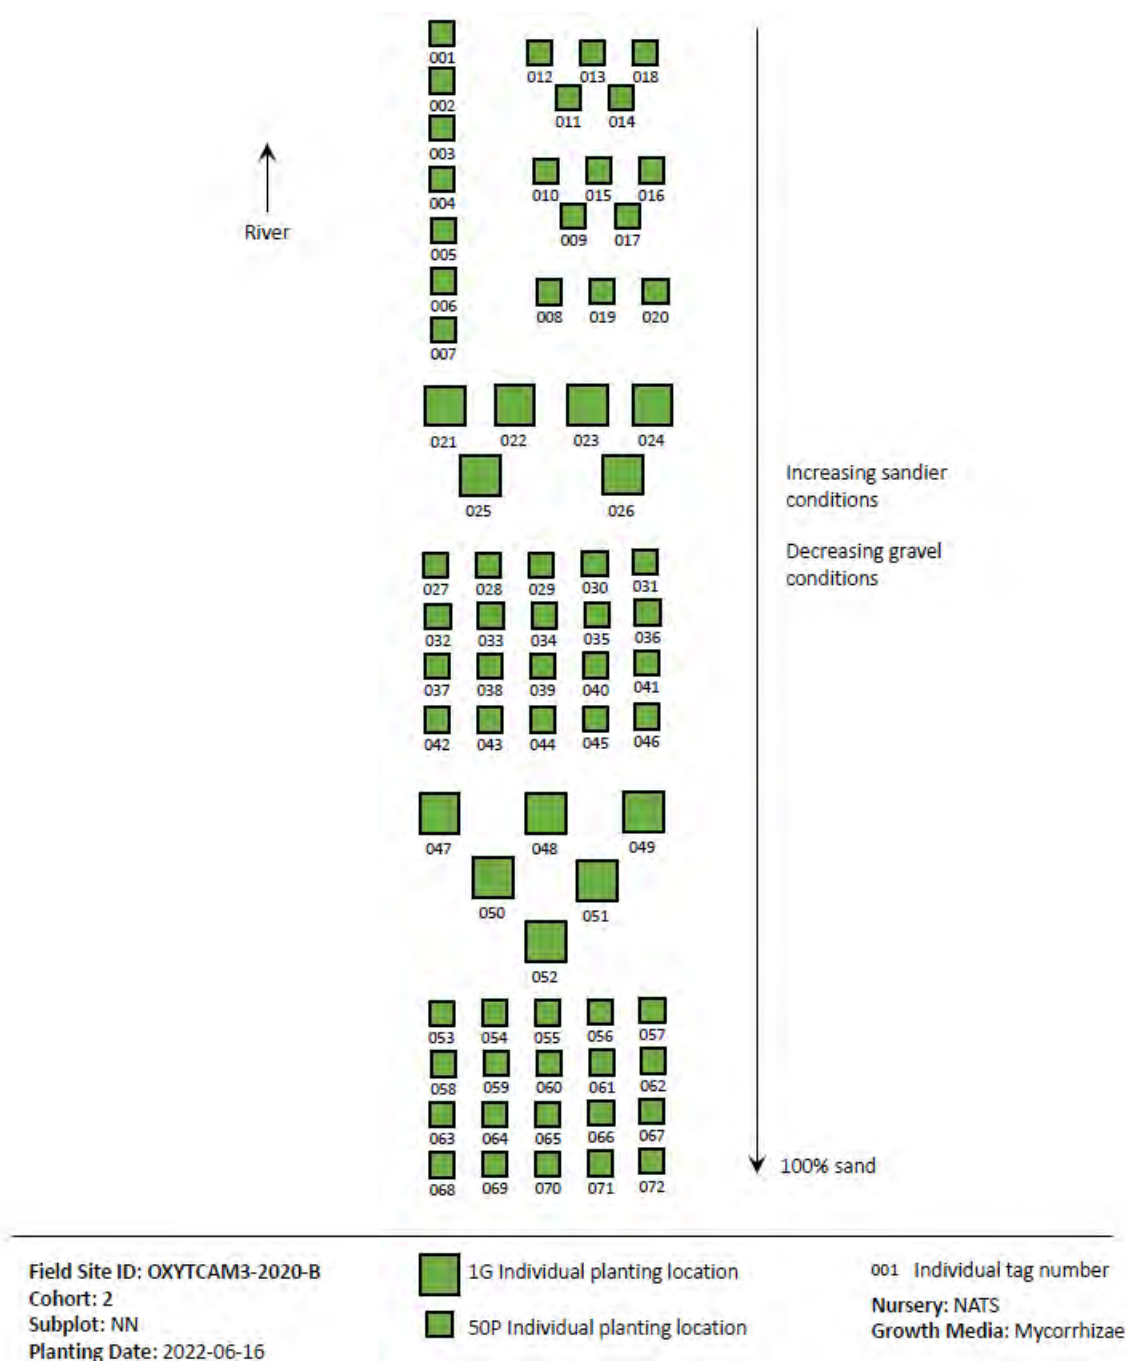 001
012 013 018
002
011 014
003
River
004
010 015 016
009 017
005
006
008 019 020
007
021 022 023 024
Increasing sandier
conditions
025 026
Decreasing gravel
conditions
027 028 029 030 031
032 033 034 035 036
037 038 039 040 041
042 043 044 045 046
047 048 049
050 051
052
053 054 055 056 057
058 059 060 061 062
063 064 065 066 067
068 069 070 071 072
100% sand
Field Site ID: OXYTCAM3-2020-B
Cohort: 2
Subplot: NN
Planting Date: 2022-06-16
1G Individual planting location
50P Individual planting location
001 Individual tag number
Nursery: NATS
Growth Media: Mycorrhizae